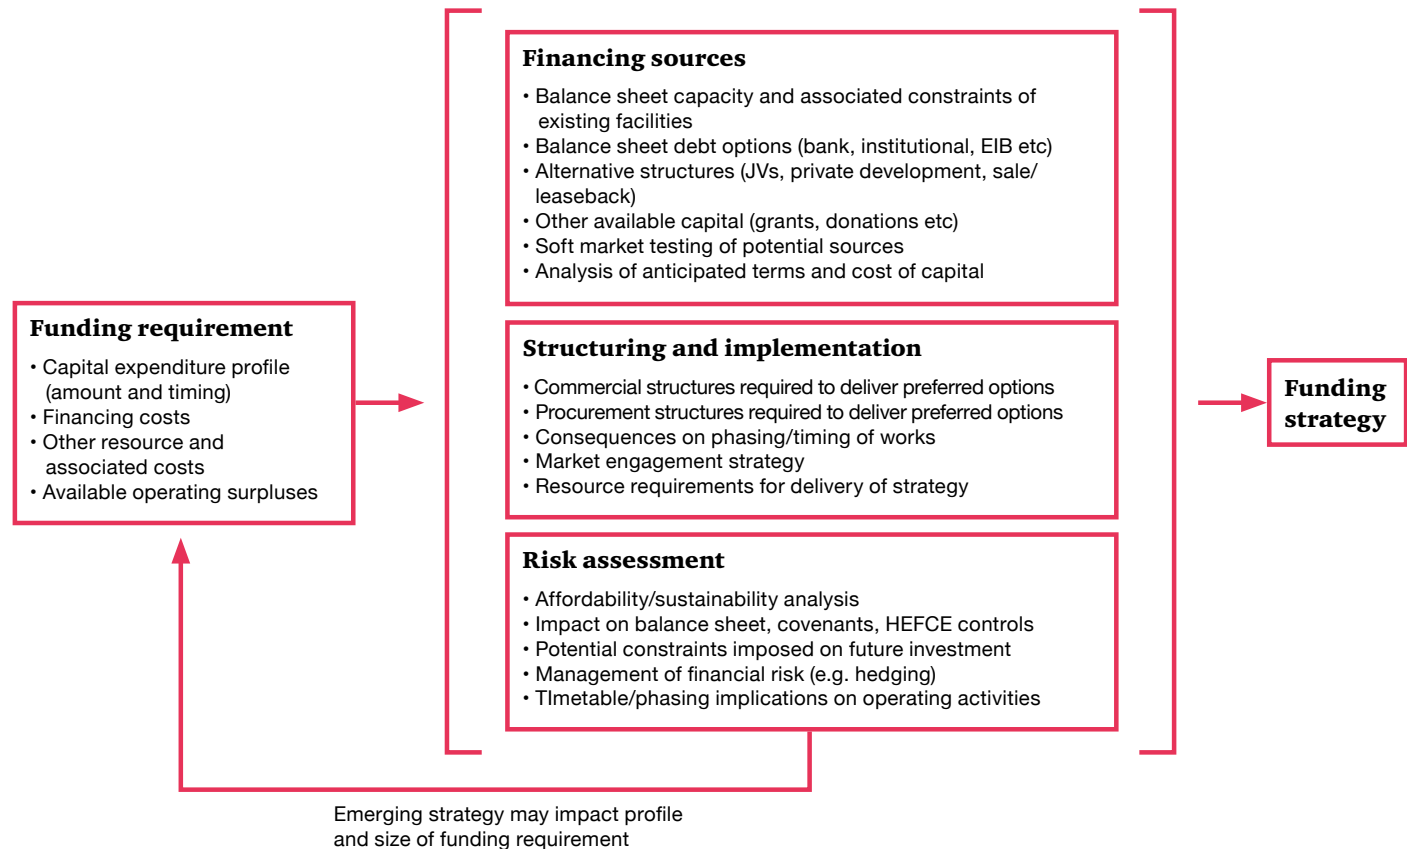 Funding requirement
• Capital expenditure profile
(amount and timing)
• Financing costs
• Other resource and
associated costs
• Available operating surpluses
Financing sources
• Balance sheet capacity and associated constraints of
existing facilities
• Balance sheet debt options (bank, institutional, EIB etc)
• Alternative structures (JVs, private development, sale/
leaseback)
• Other available capital (grants, donations etc)
• Soft market testing of potential sources
• Analysis of anticipated terms and cost of capital
Structuring and implementation
• Commercial structures required to deliver preferred options
• Procurement structures required to deliver preferred options
• Consequences on phasing/timing of works
• Market engagement strategy
• Resource requirements for delivery of strategy
Risk assessment
• Affordability/sustainability analysis
• Impact on balance sheet, covenants, HEFCE controls
• Potential constraints imposed on future investment
• Management of financial risk (e.g. hedging)
• TImetable/phasing implications on operating activities
Funding
strategy
Emerging strategy may impact profile
and size of funding requirement